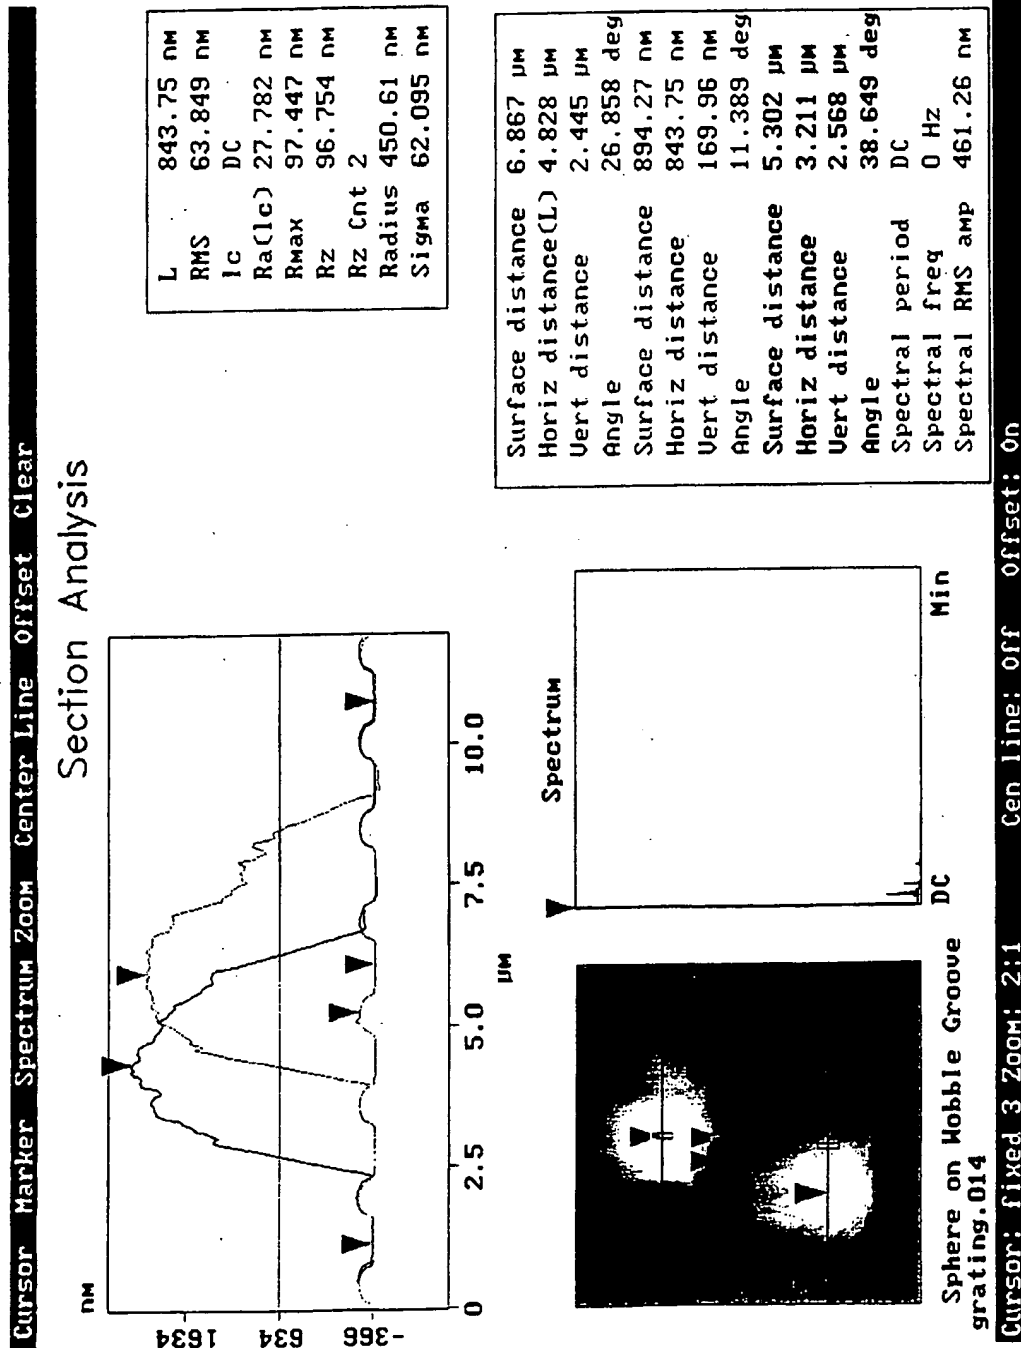 Cursor Marker Spectrum Zoom Center Line Offset Clear
Section Analysis
nm
1634
634
-366
0
2.5
5.0
7.5
10.0
µm
L 843.75 nm
RMS 63.849 nm
lc DC
Ra(lc) 27.782 nm
Rmax 97.447 nm
Rz 96.754 nm
Rz Cnt 2
Radius 450.61 nm
Sigma 62.095 nm
Spectrum
DC
Min
Surface distance 6.867 µm
Horiz distance(L) 4.828 µm
Vert distance 2.445 µm
Angle 26.858 deg
Surface distance 894.27 nm
Horiz distance 843.75 nm
Vert distance 169.96 nm
Angle 11.389 deg
Surface distance 5.302 µm
Horiz distance 3.211 µm
Vert distance 2.568 µm
Angle 38.649 deg
Spectral period DC
Spectral freq 0 Hz
Spectral RMS amp 461.26 nm
Sphere on Wobble Groove
grating.014
Cursor: fixed 3 Zoom: 2:1 Cen line: Off Offset: On